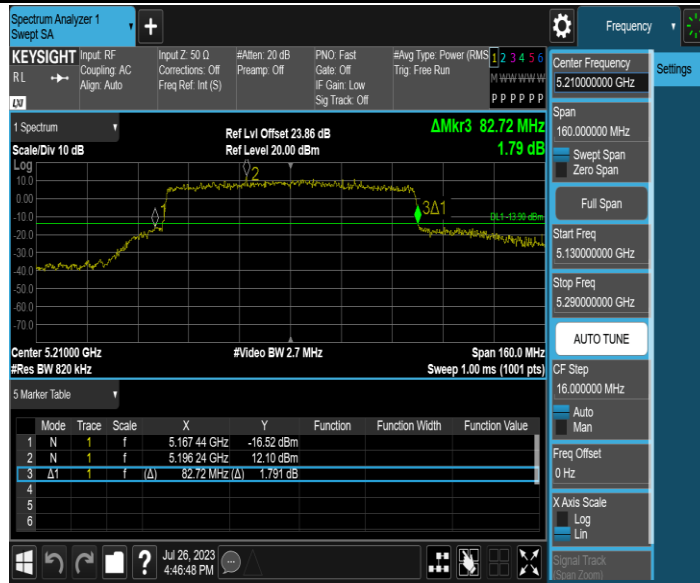 Spectrum Analyzer 1
Swept SA
Frequency
KEYSIGHT
RL
LXI
Input: RF
Coupling: AC
Align: Auto
Input Z: 50 Ω
Corrections: Off
Freq Ref: Int (S)
#Atten: 20 dB
Preamp: Off
PNO: Fast
Gate: Off
IF Gain: Low
Sig Track: Off
#Avg Type: Power (RMS
Trig: Free Run
1 2 3 4 5 6
M W W W W W
P P P P P P
1 Spectrum
Scale/Div 10 dB
Ref Lvl Offset 23.86 dB
Ref Level 20.00 dBm
ΔMkr3 82.72 MHz
1.79 dB
Log
10.0
0.00
-10.0
-20.0
-30.0
-40.0
-50.0
-60.0
-70.0
1
2
3Δ1
DL1 -13.90 dBm
Center 5.21000 GHz
#Video BW 2.7 MHz
Span 160.0 MHz
#Res BW 820 kHz
Sweep 1.00 ms (1001 pts)
5 Marker Table
Mode Trace Scale X Y Function Function Width Function Value
1 N 1 f 5.167 44 GHz -16.52 dBm
2 N 1 f 5.196 24 GHz 12.10 dBm
3 Δ1 1 f (Δ) 82.72 MHz (Δ) 1.791 dB
4
5
6
Jul 26, 2023
4:46:48 PM
Center Frequency
5.210000000 GHz
Settings
Span
160.000000 MHz
Swept Span
Zero Span
Full Span
Start Freq
5.130000000 GHz
Stop Freq
5.290000000 GHz
AUTO TUNE
CF Step
16.000000 MHz
Auto
Man
Freq Offset
0 Hz
X Axis Scale
Log
Lin
Signal Track
(Span Zoom)